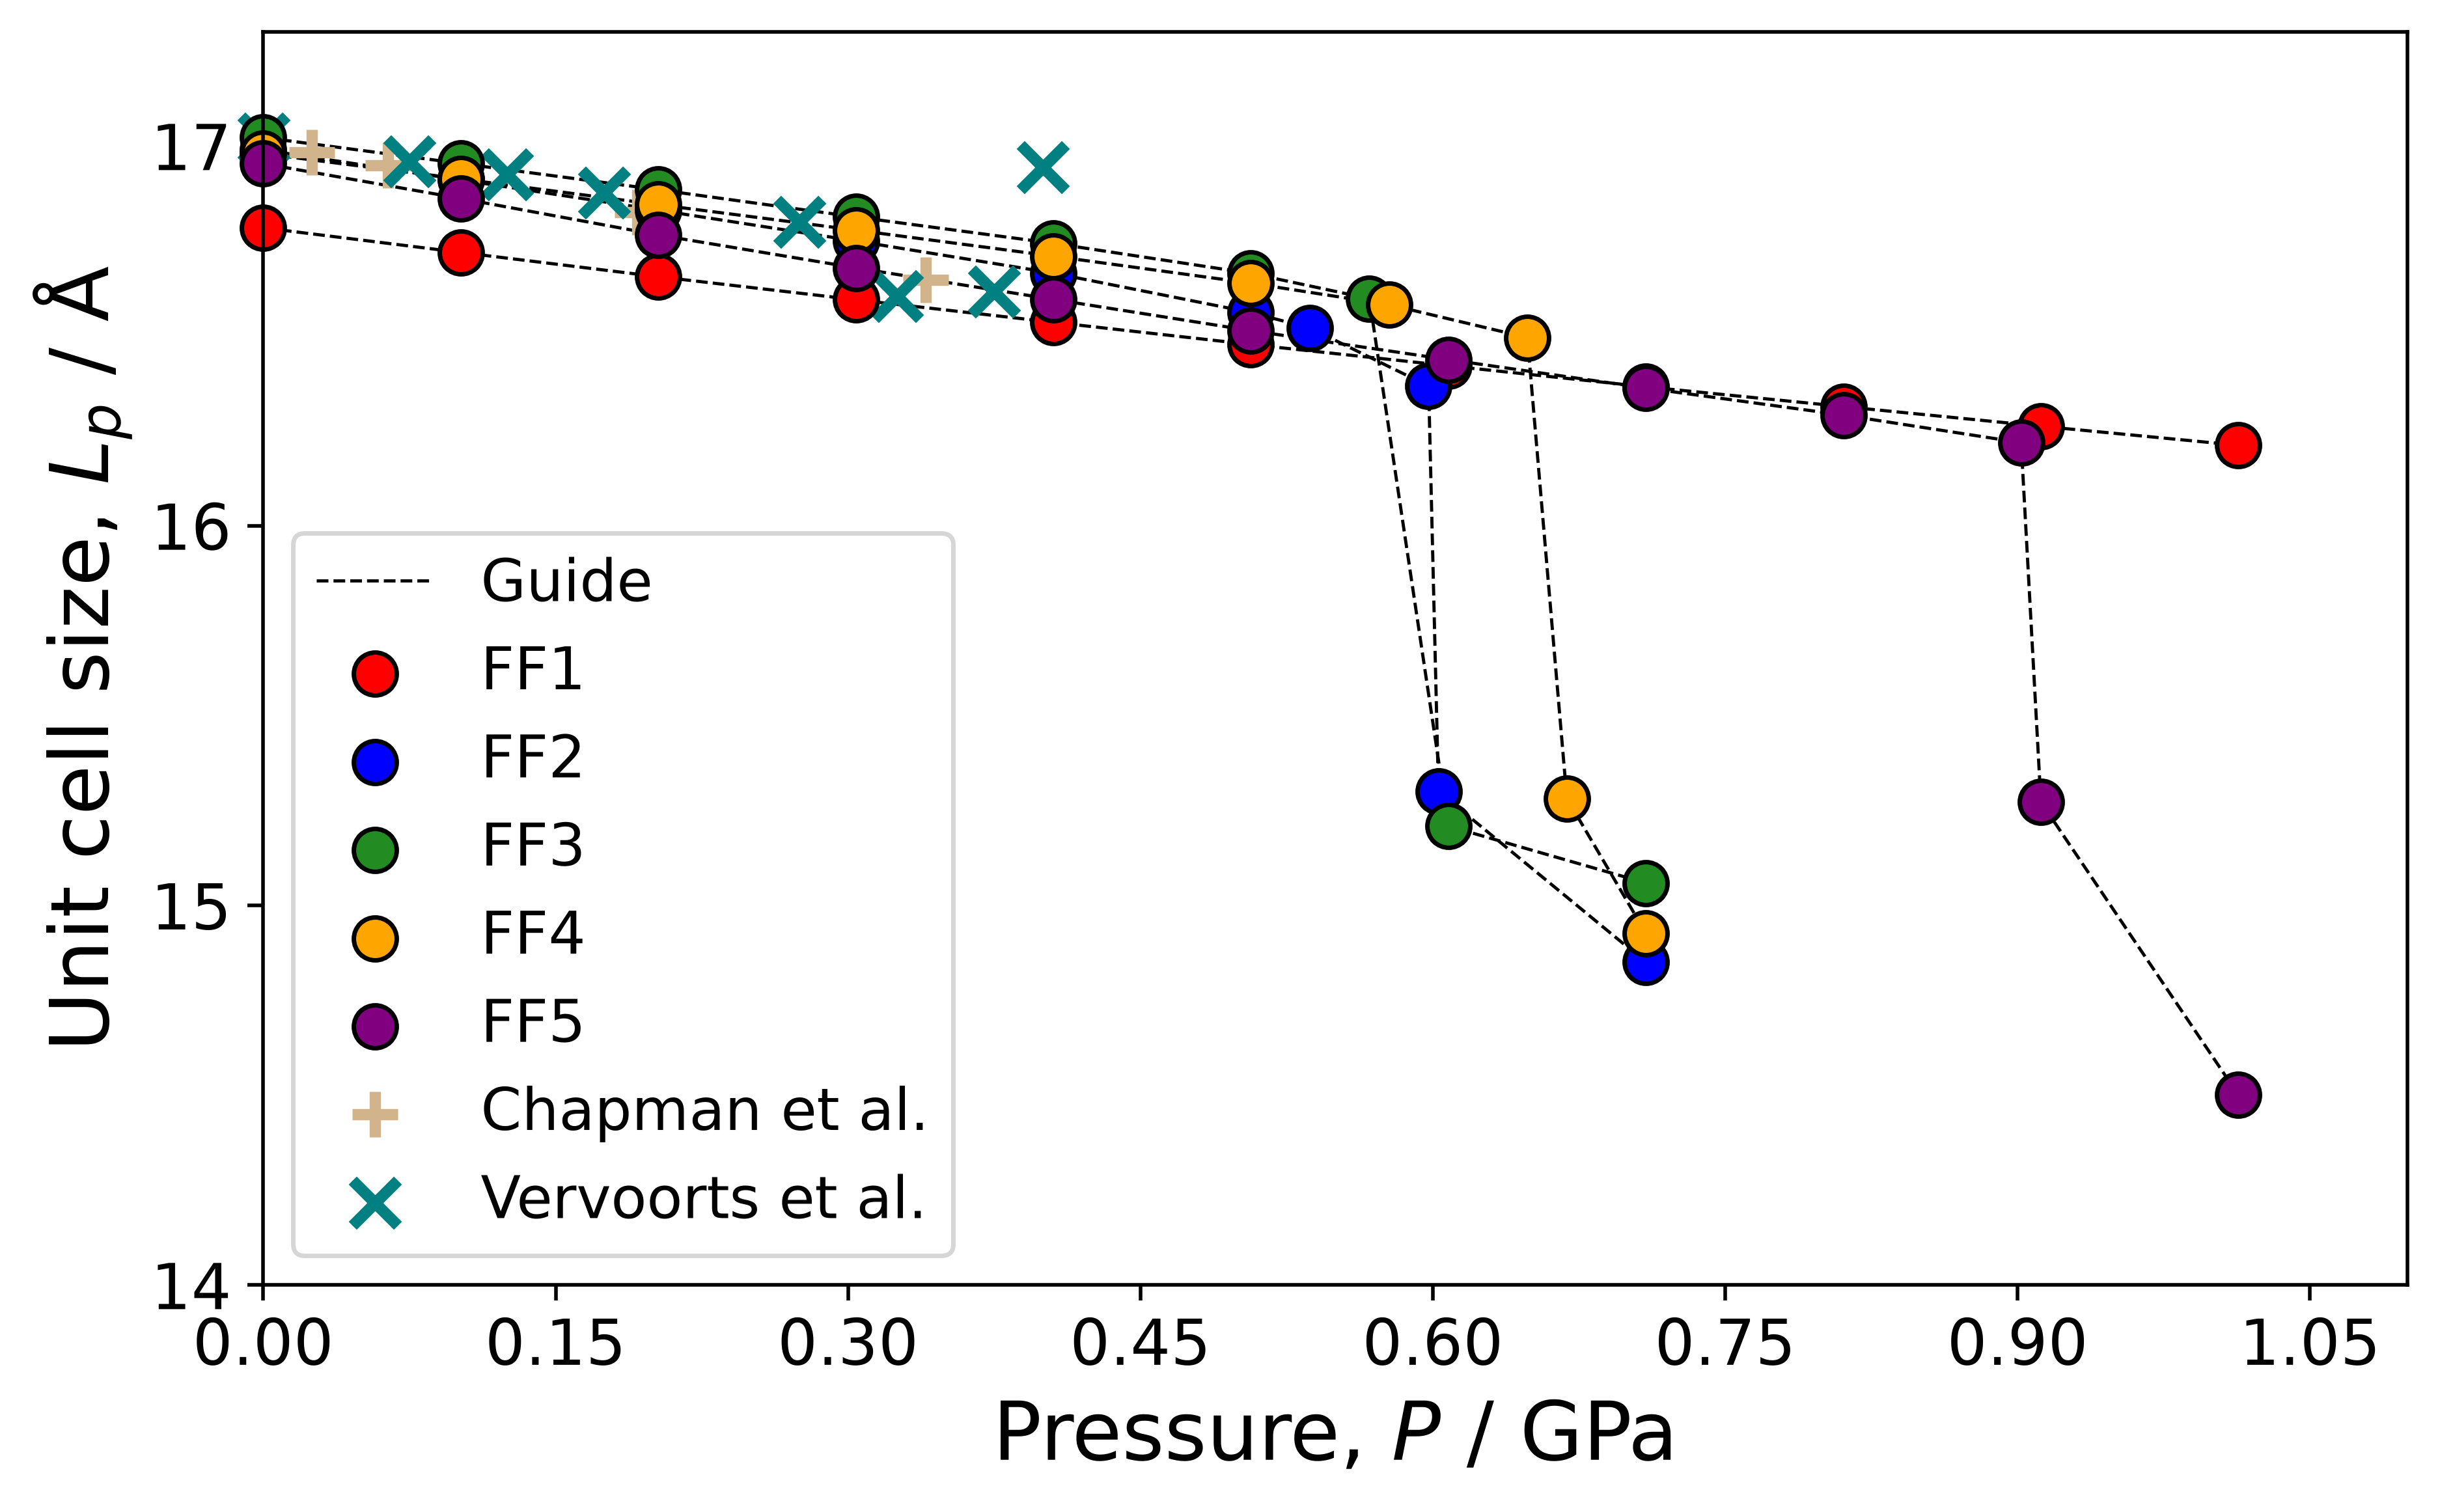 Unit cell size, Lp / Å
17
16
15
14
Guide
FF1
FF2
FF3
FF4
FF5
Chapman et al.
Vervoorts et al.
0.00 0.15 0.30 0.45 0.60 0.75 0.90 1.05
Pressure, P / GPa